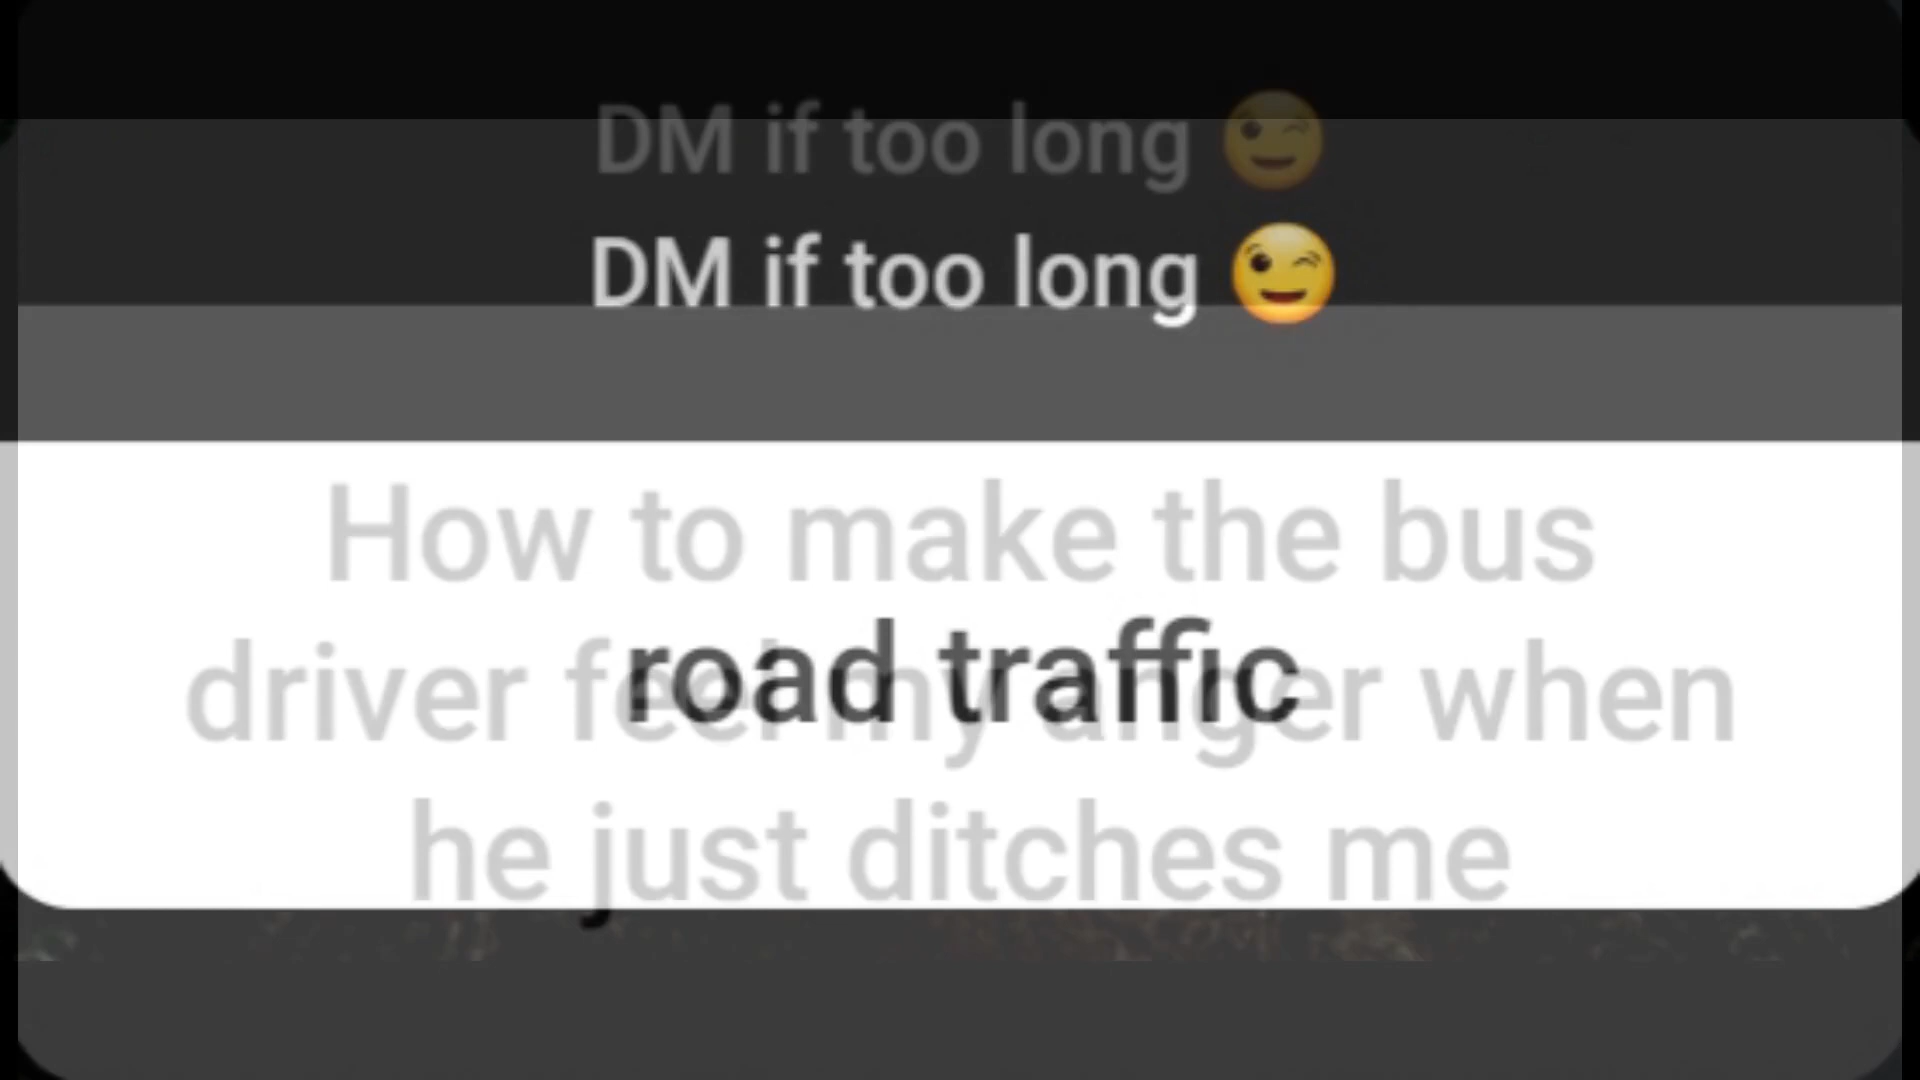 DM if too long 😉
DM if too long 😉
How to make the bus
road traffic
driver feel my anger when
he just ditches me